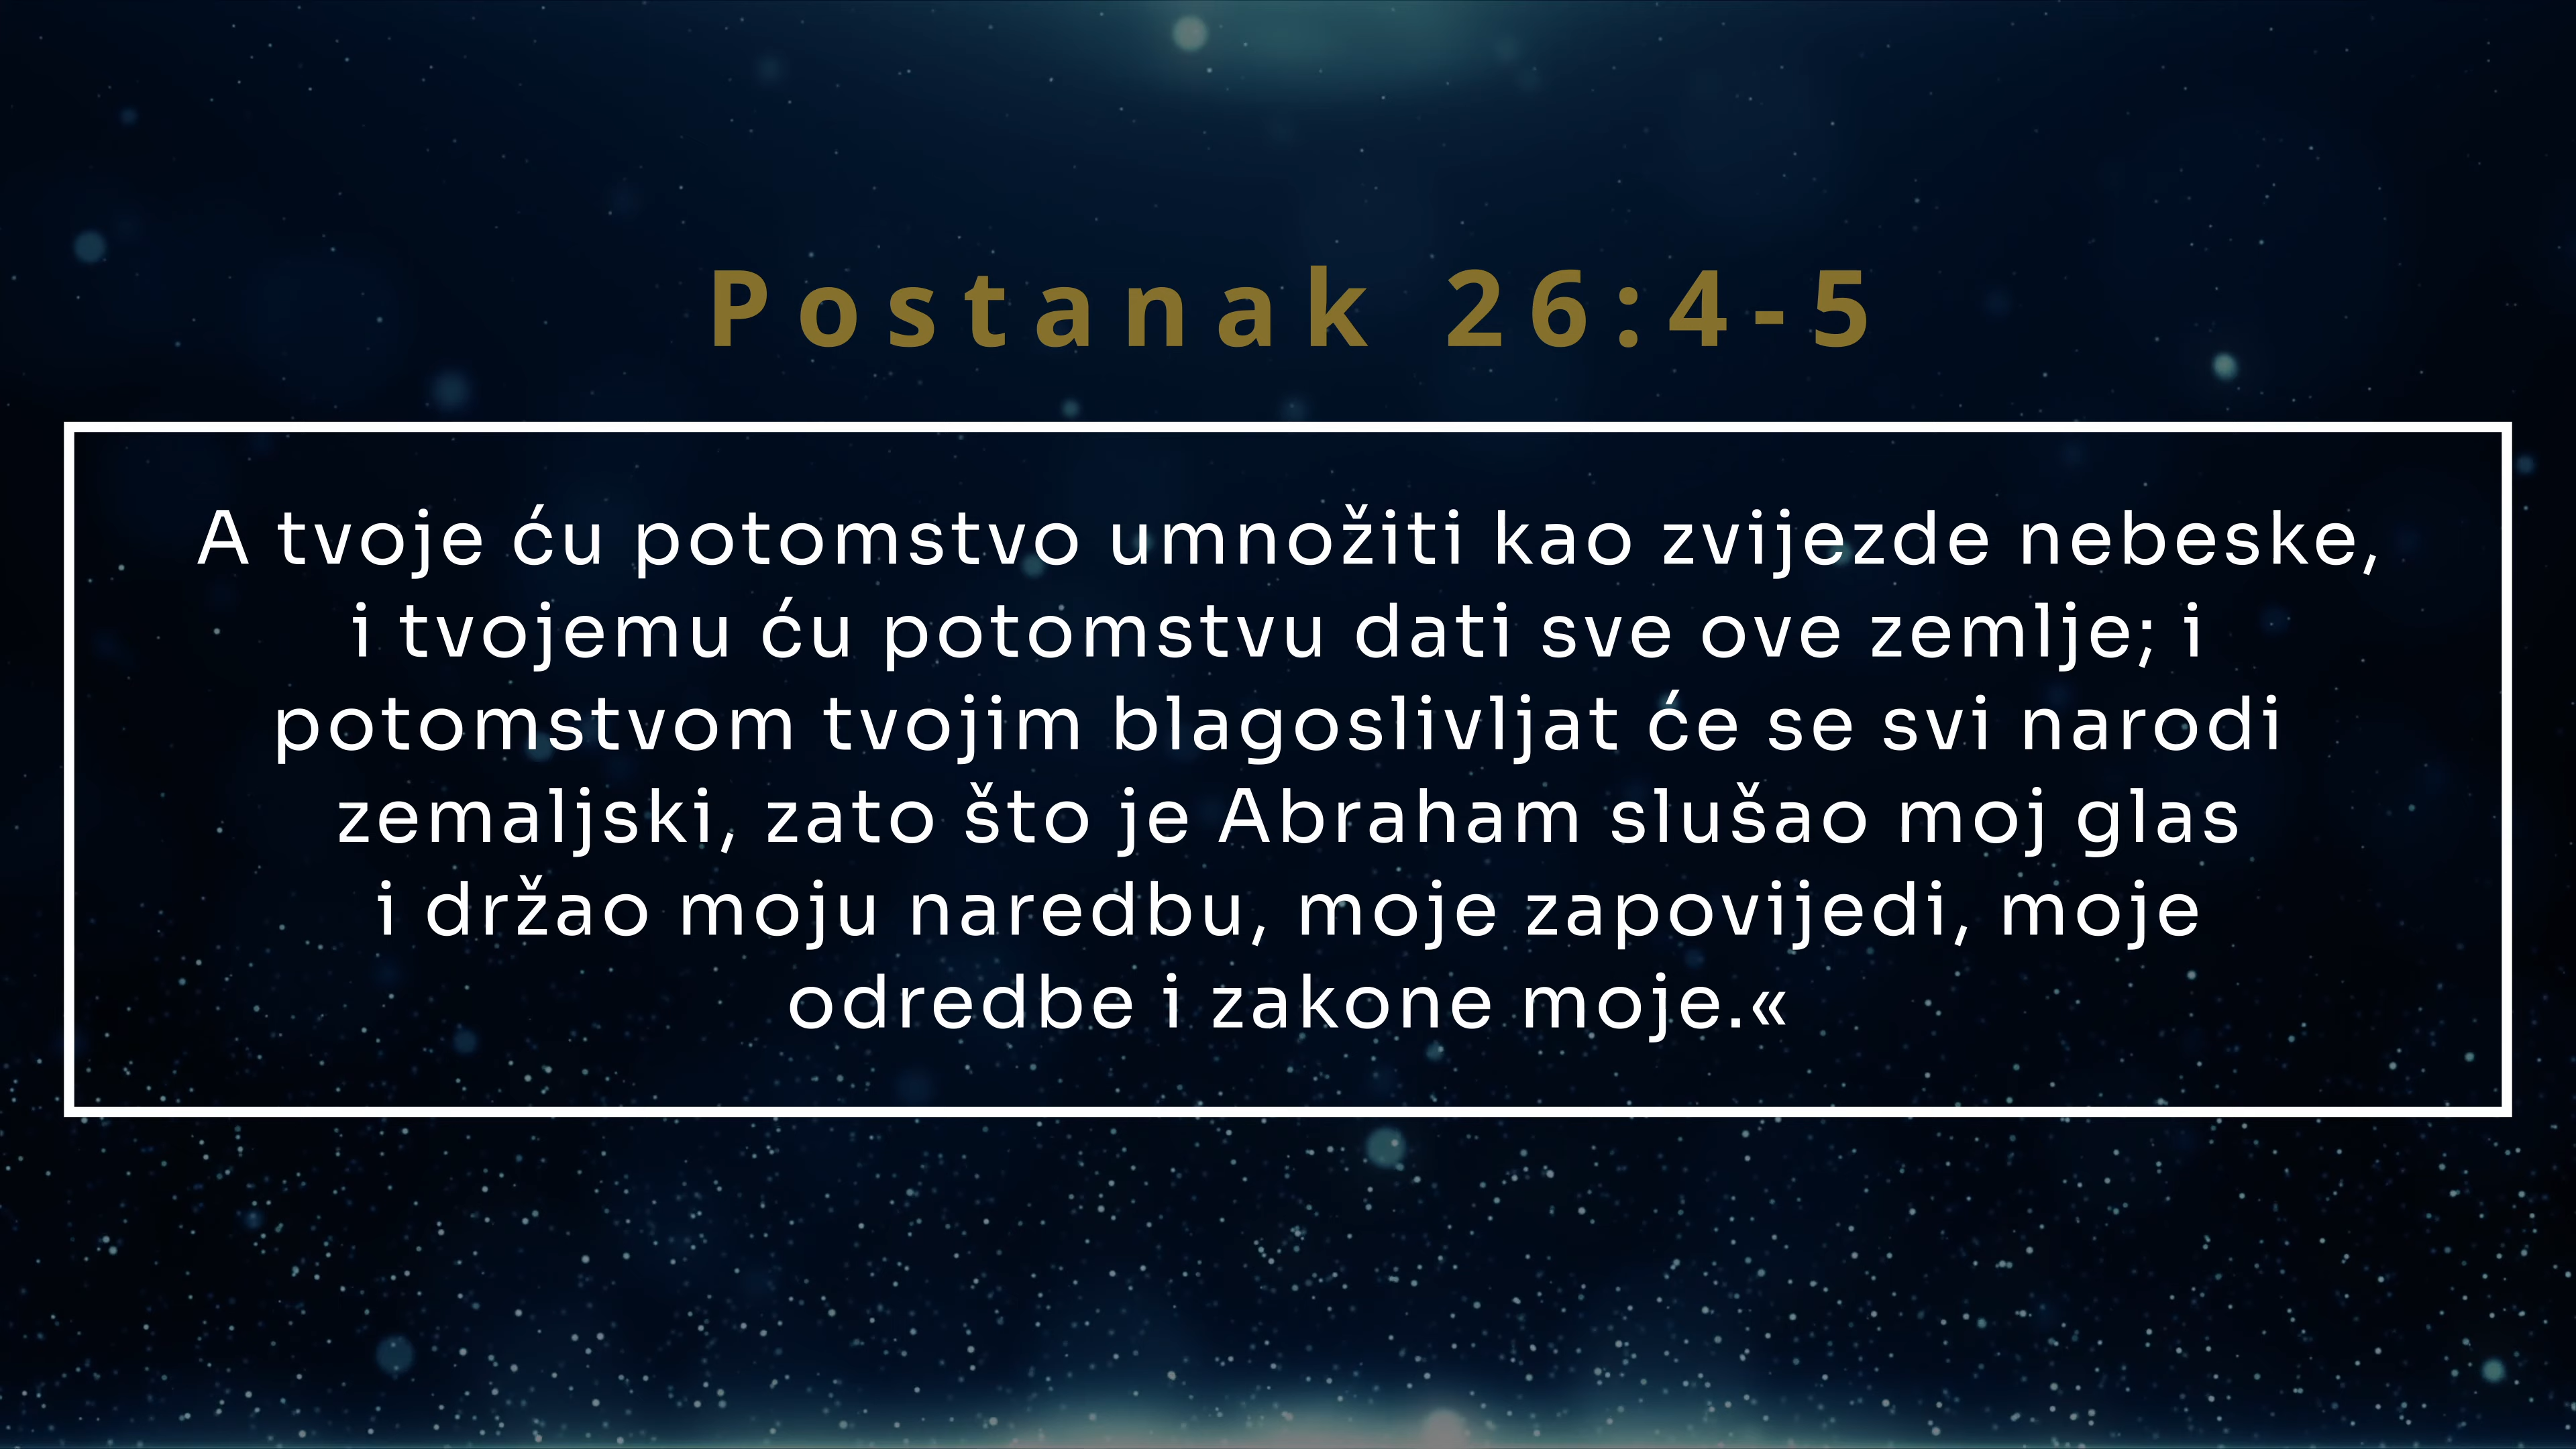 Postanak 26:4-5
A tvoje ću potomstvo umnožiti kao zvijezde nebeske,
i tvojemu ću potomstvu dati sve ove zemlje; i
potomstvom tvojim blagoslivljat će se svi narodi
zemaljski, zato što je Abraham slušao moj glas
i držao moju naredbu, moje zapovijedi, moje
odredbe i zakone moje.«